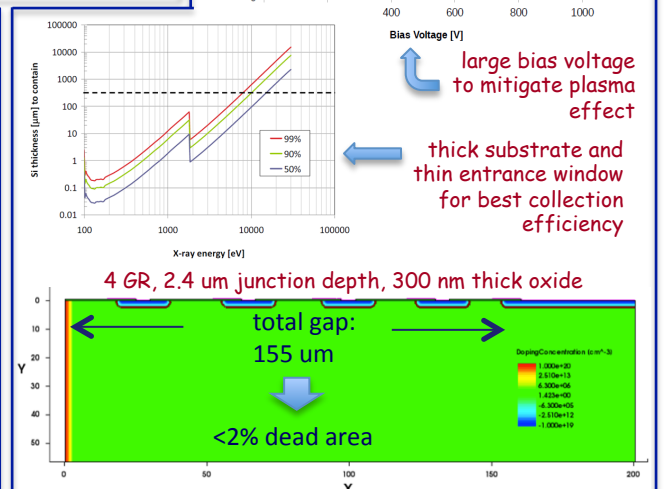 400 600 800 1000
Bias Voltage [V]
large bias voltage
to mitigate plasma
effect
100000
10000
1000
100
10
1
0.1
0.01
Si thickness [µm] to contain
99%
90%
50%
100 1000 10000 100000
X-ray energy [eV]
thick substrate and
thin entrance window
for best collection
efficiency
4 GR, 2.4 um junction depth, 300 nm thick oxide
total gap:
155 um
<2% dead area
DopingConcentration (cm^-3)
1.000e+20
2.510e+13
6.300e+06
1.423e+00
-6.300e+05
-2.510e+12
-1.000e+19
Y
0
10
20
30
40
50
0 50 100 150 200
X